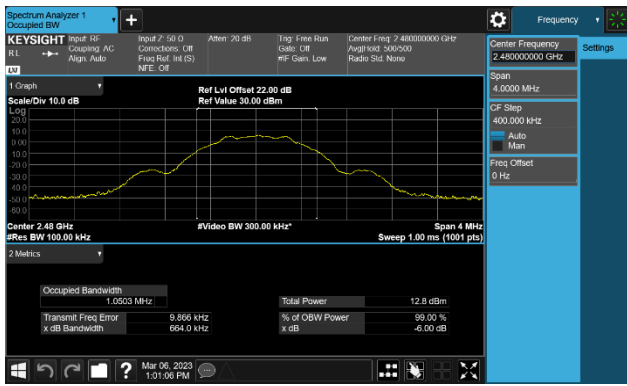 Spectrum Analyzer 1
Occupied BW
Frequency
KEYSIGHT
Input: RF
Input Z: 50 Ω
Atten: 20 dB
Trig: Free Run
Center Freq: 2.480000000 GHz
RL
Coupling: AC
Corrections: Off
Gate: Off
Avg|Hold: 500/500
Align: Auto
Freq Ref: Int (S)
#IF Gain: Low
Radio Std: None
NFE: Off
LW
Center Frequency
2.480000000 GHz
Settings
Span
4.0000 MHz
CF Step
400.000 kHz
Auto
Man
Freq Offset
0 Hz
1 Graph
Ref Lvl Offset 22.00 dB
Scale/Div 10.0 dB
Ref Value 30.00 dBm
Log
20.0
10.0
0.00
-10.0
-20.0
-30.0
-40.0
-50.0
-60.0
Center 2.48 GHz
#Video BW 300.00 kHz*
Span 4 MHz
#Res BW 100.00 kHz
Sweep 1.00 ms (1001 pts)
2 Metrics
Occupied Bandwidth
1.0503 MHz
Total Power
12.8 dBm
Transmit Freq Error
9.866 kHz
% of OBW Power
99.00 %
x dB Bandwidth
664.0 kHz
x dB
-6.00 dB
Mar 06, 2023
1:01:06 PM